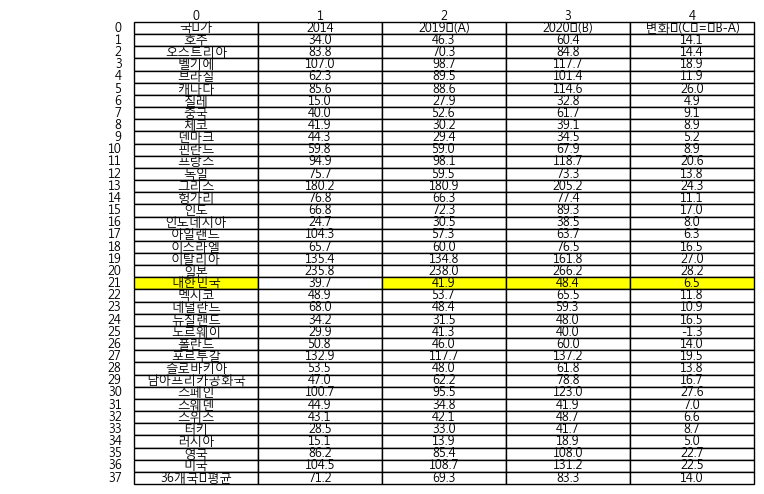 0 1 2 3 4
0 국 가 2014 2019 (A) 2020 (B) 변화 (C = B-A)
1 호주 34.0 46.3 60.4 14.1
2 오스트리아 83.8 70.3 84.8 14.4
3 벨기에 107.0 98.7 117.7 18.9
4 브라질 62.3 89.5 101.4 11.9
5 캐나다 85.6 88.6 114.6 26.0
6 칠레 15.0 27.9 32.8 4.9
7 중국 40.0 52.6 61.7 9.1
8 체코 41.9 30.2 39.1 8.9
9 덴마크 44.3 29.4 34.5 5.2
10 핀란드 59.8 59.0 67.9 8.9
11 프랑스 94.9 98.1 118.7 20.6
12 독일 75.7 59.5 73.3 13.8
13 그리스 180.2 180.9 205.2 24.3
14 헝가리 76.8 66.3 77.4 11.1
15 인도 66.8 72.3 89.3 17.0
16 인도네시아 24.7 30.5 38.5 8.0
17 아일랜드 104.3 57.3 63.7 6.3
18 이스라엘 65.7 60.0 76.5 16.5
19 이탈리아 135.4 134.8 161.8 27.0
20 일본 235.8 238.0 266.2 28.2
21 대한민국 39.7 41.9 48.4 6.5
22 멕시코 48.9 53.7 65.5 11.8
23 네덜란드 68.0 48.4 59.3 10.9
24 뉴질랜드 34.2 31.5 48.0 16.5
25 노르웨이 29.9 41.3 40.0 -1.3
26 폴란드 50.8 46.0 60.0 14.0
27 포르투갈 132.9 117.7 137.2 19.5
28 슬로바키아 53.5 48.0 61.8 13.8
29 남아프리카공화국 47.0 62.2 78.8 16.7
30 스페인 100.7 95.5 123.0 27.6
31 스웨덴 44.9 34.8 41.9 7.0
32 스위스 43.1 42.1 48.7 6.6
33 터키 28.5 33.0 41.7 8.7
34 러시아 15.1 13.9 18.9 5.0
35 영국 86.2 85.4 108.0 22.7
36 미국 104.5 108.7 131.2 22.5
37 36개국 평균 71.2 69.3 83.3 14.0